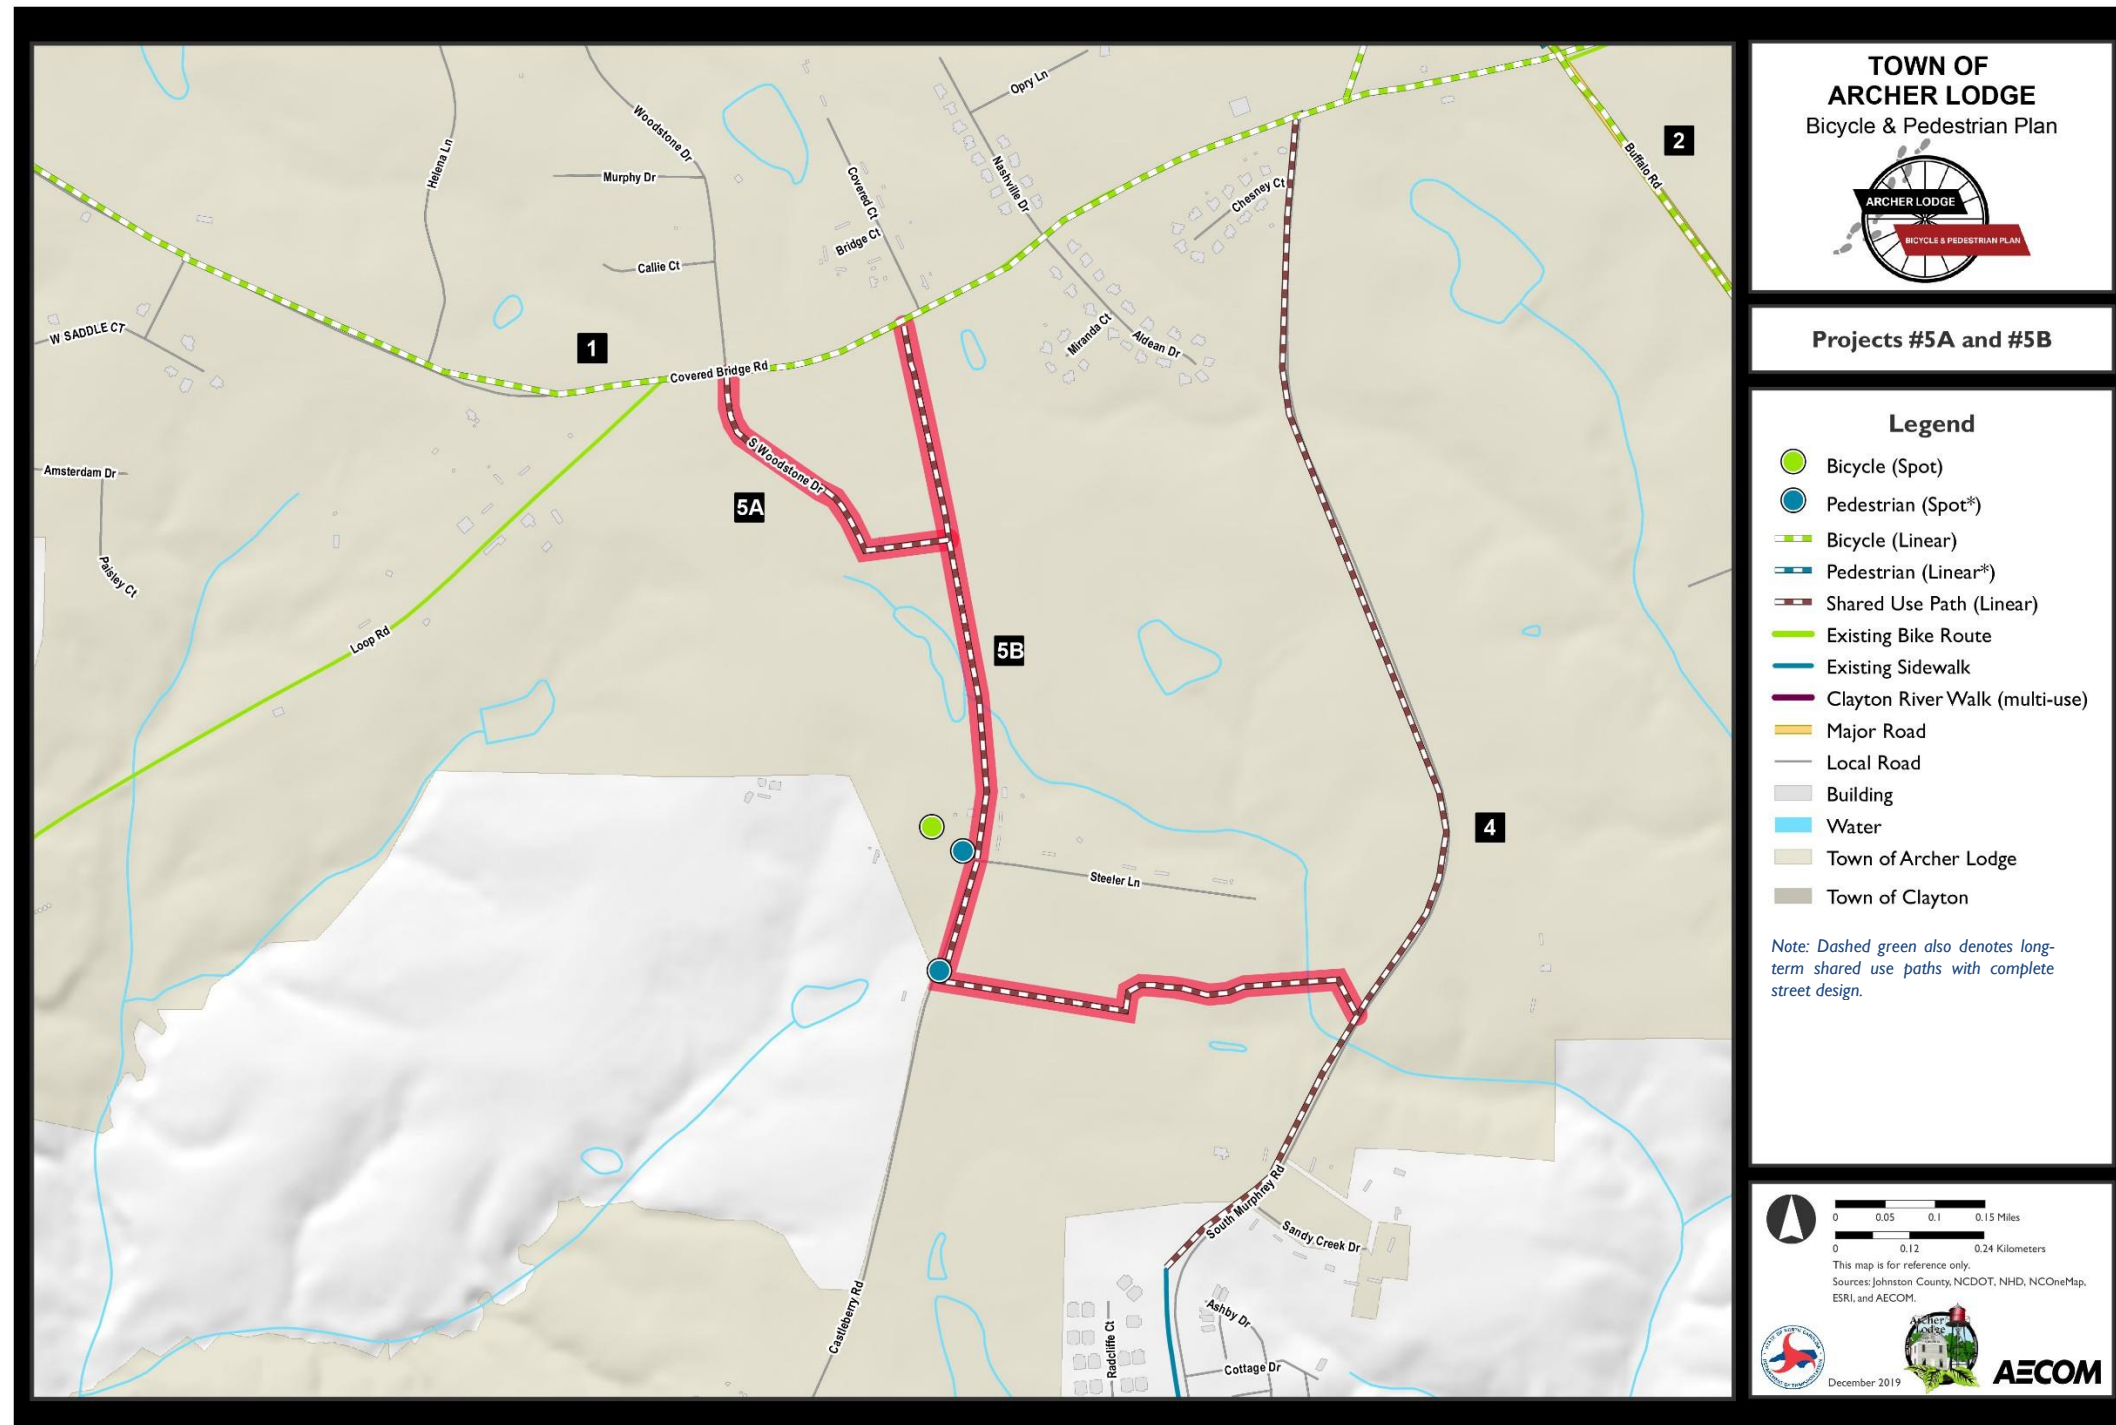 Opry Ln
Woodstone Dr
Helena Ln
Murphy Dr
Covered Ct
Nashville Dr
Chesney Ct
Buffalo Rd
2
Bridge Ct
Callie Ct
W SADDLE CT
1
Covered Bridge Rd
Miranda Ct
Aldean Dr
Amsterdam Dr
S Woodstone Dr
5A
Paisley Ct
Loop Rd
5B
4
Steeler Ln
South Murphrey Rd
Sandy Creek Dr
Castleberry Rd
Radcliffe Ct
Ashby Dr
Cottage Dr
TOWN OF
ARCHER LODGE
Bicycle & Pedestrian Plan
ARCHER LODGE
BICYCLE & PEDESTRIAN PLAN
Projects #5A and #5B
Legend
Bicycle (Spot)
Pedestrian (Spot*)
Bicycle (Linear)
Pedestrian (Linear*)
Shared Use Path (Linear)
Existing Bike Route
Existing Sidewalk
Clayton River Walk (multi-use)
Major Road
Local Road
Building
Water
Town of Archer Lodge
Town of Clayton
Note: Dashed green also denotes long-
term shared use paths with complete
street design.
0 0.05 0.1 0.15 Miles
0 0.12 0.24 Kilometers
This map is for reference only.
Sources: Johnston County, NCDOT, NHD, NCOneMap,
ESRI, and AECOM.
Archer
Lodge
December 2019
AECOM